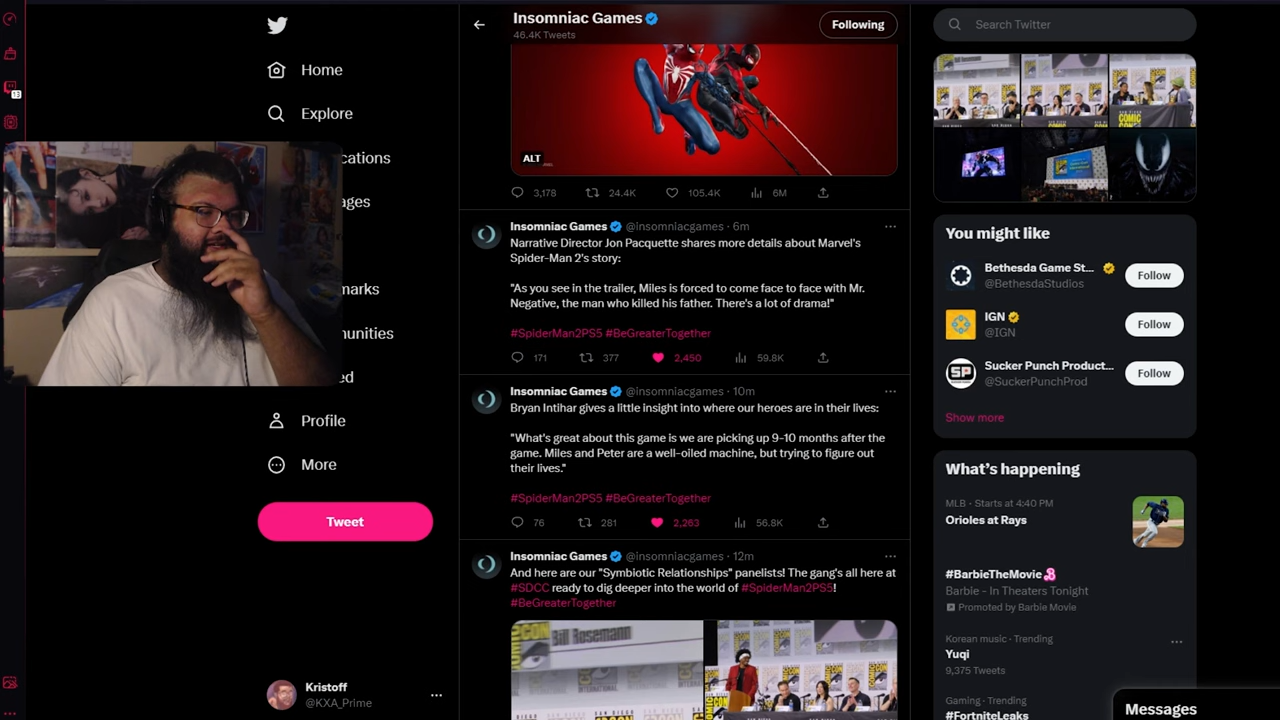 13
Home
Explore
cations
ages
marks
unities
ed
Profile
More
Tweet
Kristoff
@KXA_Prime
Insomniac Games
46.4K Tweets
Following
ALT
3,178 24.4K 105.4K 6M
Insomniac Games @insomniacgames · 6m
Narrative Director Jon Pacquette shares more details about Marvel's
Spider-Man 2's story:
"As you see in the trailer, Miles is forced to come face to face with Mr.
Negative, the man who killed his father. There's a lot of drama!"
#SpiderMan2PS5 #BeGreaterTogether
171 377 2,450 59.8K
Insomniac Games @insomniacgames · 10m
Bryan Intihar gives a little insight into where our heroes are in their lives:
"What's great about this game is we are picking up 9-10 months after the
game. Miles and Peter are a well-oiled machine, but trying to figure out
their lives."
#SpiderMan2PS5 #BeGreaterTogether
76 281 2,263 56.8K
Insomniac Games @insomniacgames · 12m
And here are our "Symbiotic Relationships" panelists! The gang's all here at
#SDCC ready to dig deeper into the world of #SpiderMan2PS5!
#BeGreaterTogether
Bill Rosemann
Search Twitter
COMIC
You might like
Bethesda Game St...
@BethesdaStudios
Follow
IGN
@IGN
Follow
SP
Sucker Punch Product...
@SuckerPunchProd
Follow
Show more
What's happening
MLB · Starts at 4:40 PM
Orioles at Rays
#BarbieTheMovie
Barbie - In Theaters Tonight
Promoted by Barbie Movie
Korean music · Trending
Yuqi
9,375 Tweets
Gaming · Trending
#FortniteLeaks
Messages